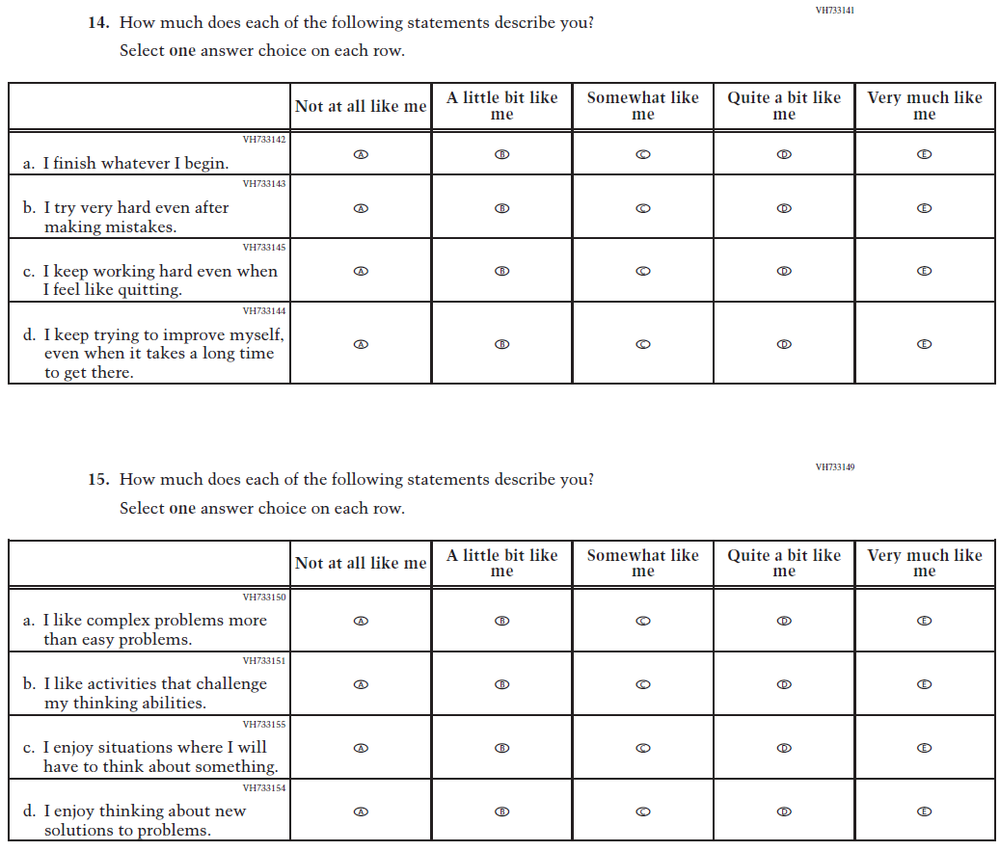 VH733141
14. How much does each of the following statements describe you?
Select one answer choice on each row.
Not at all like me
A little bit like
me
Somewhat like
me
Quite a bit like
me
Very much like
me
VH733142
a. I finish whatever I begin.
A B C D E
VH733143
b. I try very hard even after
making mistakes.
A B C D E
VH733145
c. I keep working hard even when
I feel like quitting.
A B C D E
VH733144
d. I keep trying to improve myself,
even when it takes a long time
to get there.
A B C D E
VH733149
15. How much does each of the following statements describe you?
Select one answer choice on each row.
Not at all like me
A little bit like
me
Somewhat like
me
Quite a bit like
me
Very much like
me
VH733150
a. I like complex problems more
than easy problems.
A B C D E
VH733151
b. I like activities that challenge
my thinking abilities.
A B C D E
VH733155
c. I enjoy situations where I will
have to think about something.
A B C D E
VH733154
d. I enjoy thinking about new
solutions to problems.
A B C D E